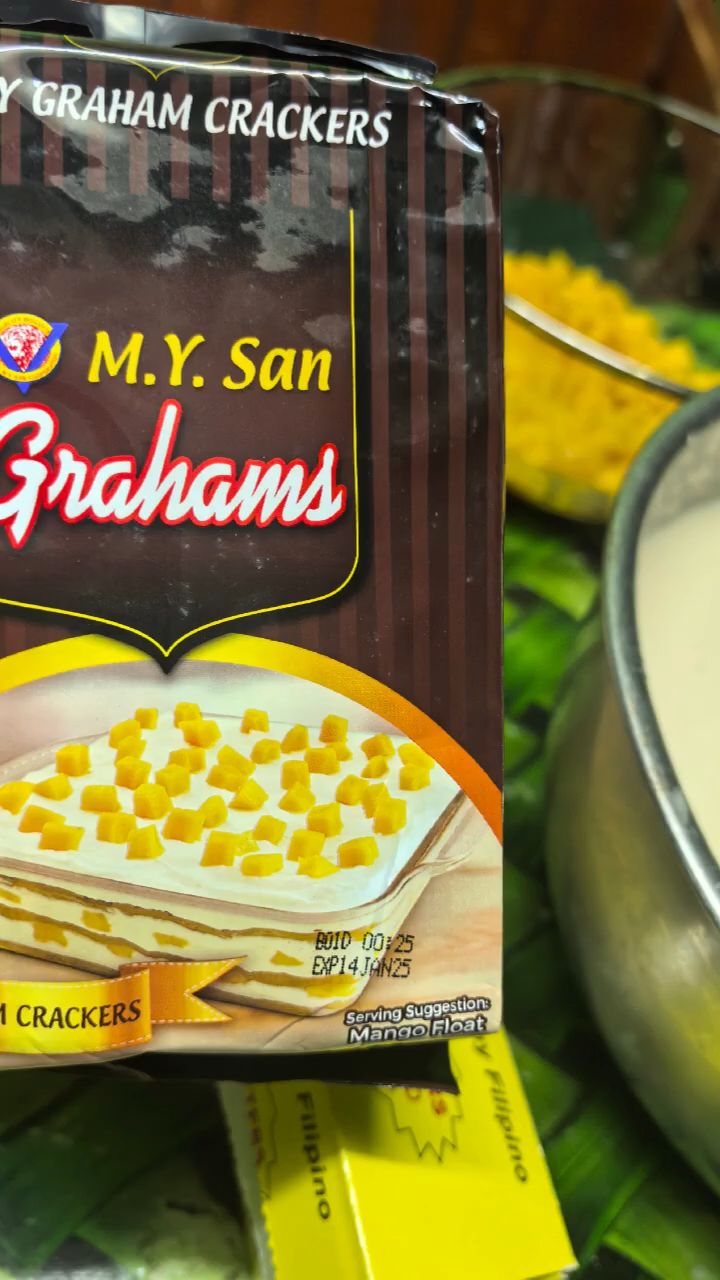 Y GRAHAM CRACKERS
M.Y. San
Grahams
B01D 00:25
EXP14JAN25
M CRACKERS
Serving Suggestion:
Mango Float
Filipino
y Filipino